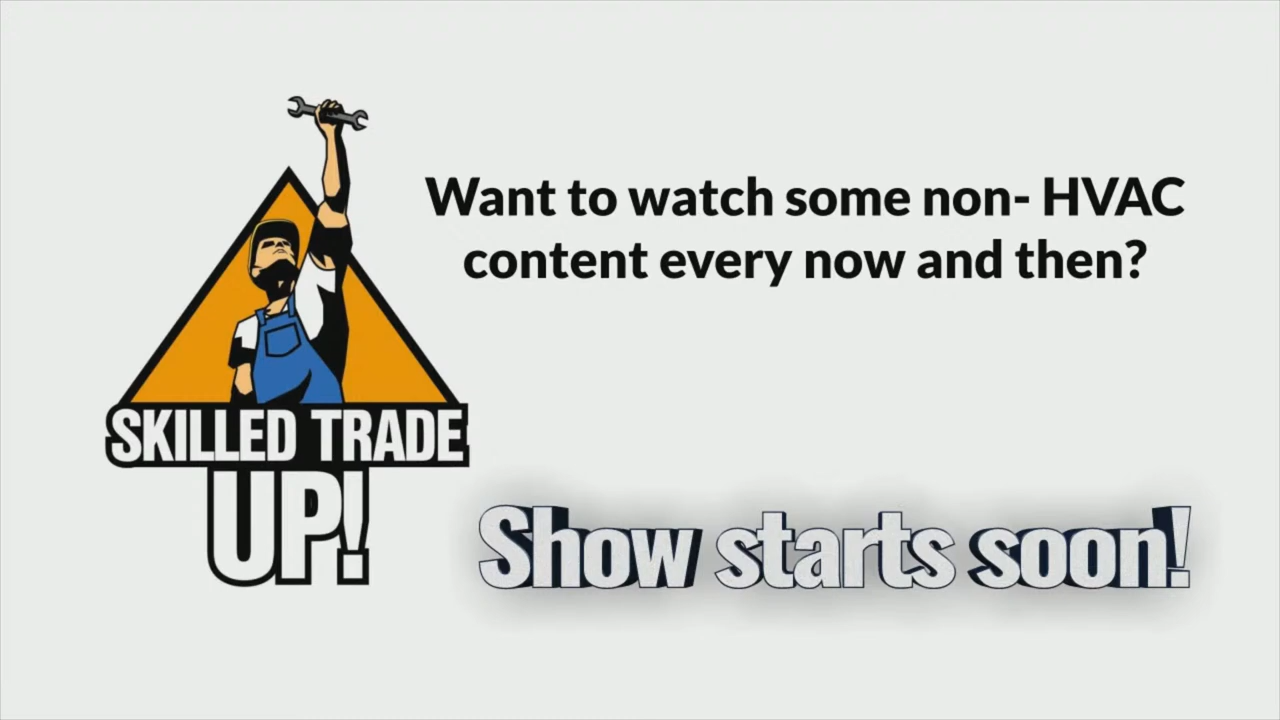 Want to watch some non- HVAC
content every now and then?
SKILLED TRADE
UP!
Show starts soon!